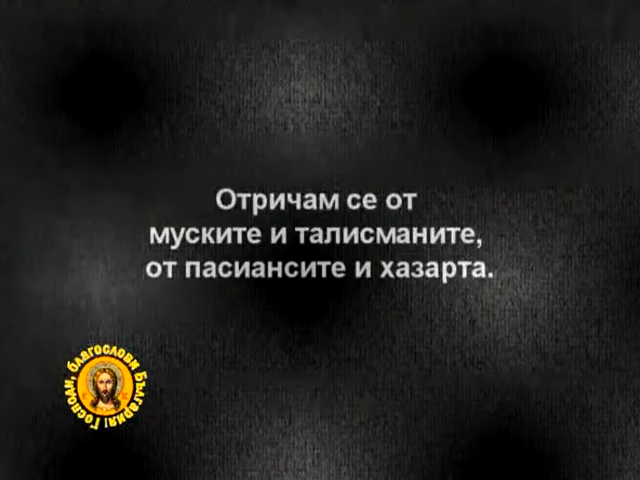 Отричам се от
муските и талисманите,
от пасиансите и хазарта.
Господи, благослови България!